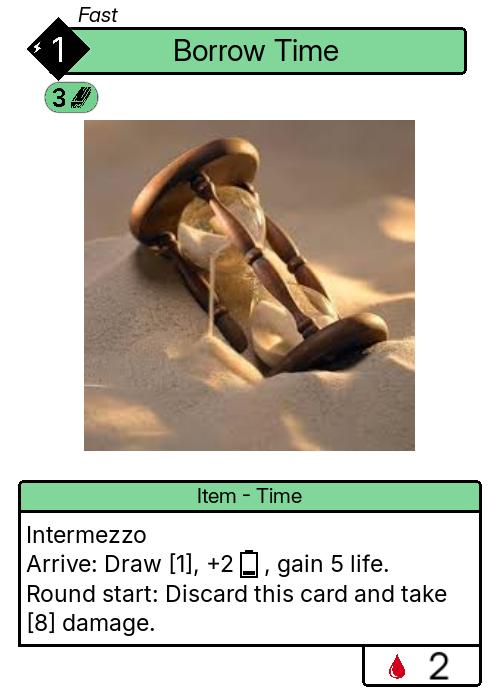 Fast
1
Borrow Time
3
Item - Time
Intermezzo
Arrive: Draw [1], +2 , gain 5 life.
Round start: Discard this card and take
[8] damage.
2